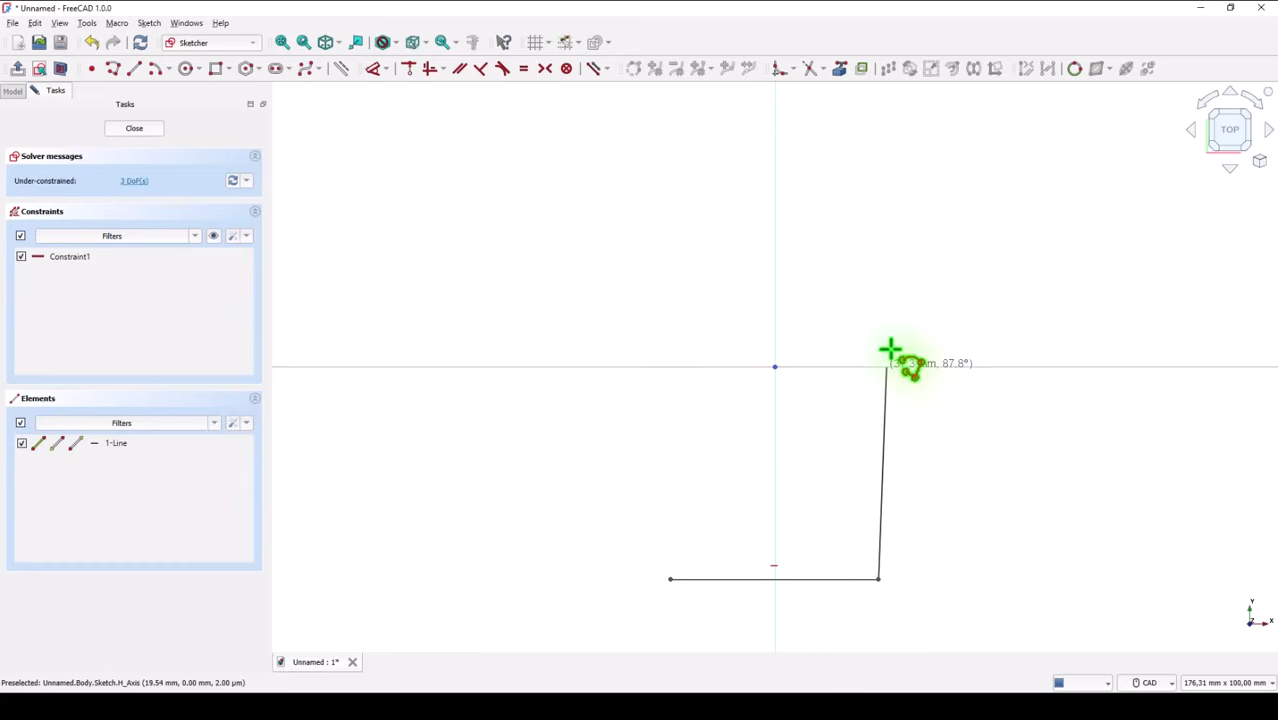 * Unnamed - FreeCAD 1.0.0
File Edit View Tools Macro Sketch Windows Help
Sketcher
Model Tasks
Tasks
Close
Solver messages
Under-constrained: 3 DoF(s)
Constraints
Filters
Constraint1
Elements
Filters
1-Line
TOP
m, 87.8°)
Y
Z X
Unnamed : 1*
Preselected: Unnamed.Body.Sketch.H_Axis (19.54 mm, 0.00 mm, 2.00 µm)
CAD
176,31 mm x 100,00 mm